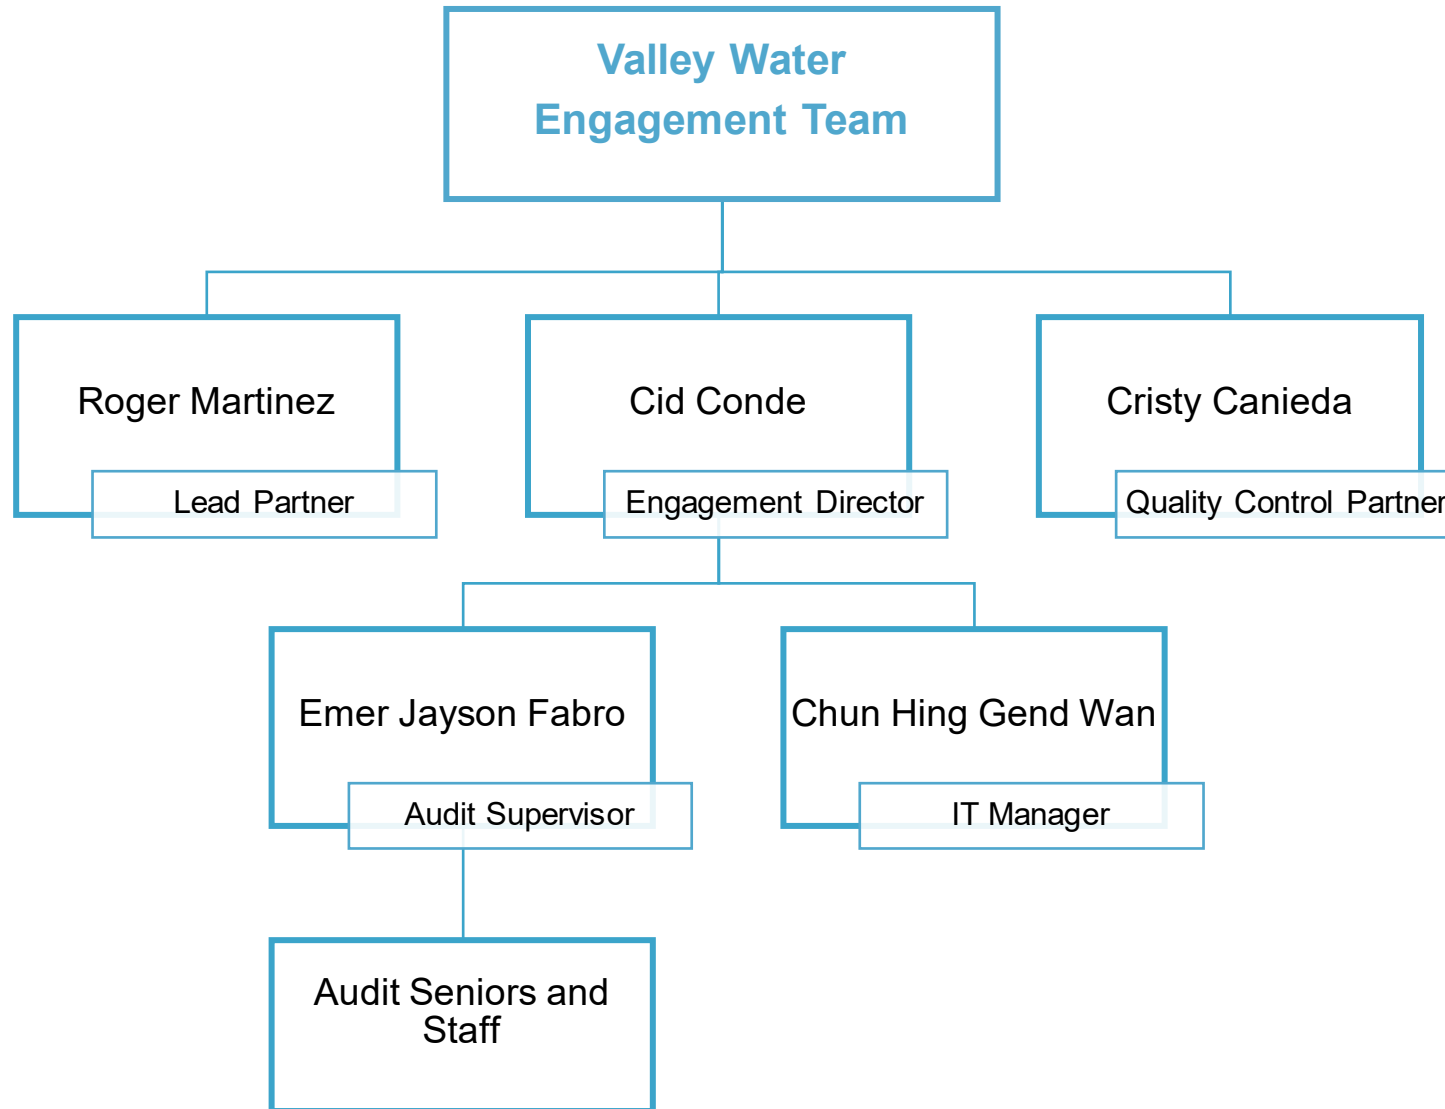 Valley Water
Engagement Team
Roger Martinez
Lead Partner
Cid Conde
Engagement Director
Cristy Canieda
Quality Control Partner
Emer Jayson Fabro
Audit Supervisor
Chun Hing Gend Wan
IT Manager
Audit Seniors and
Staff